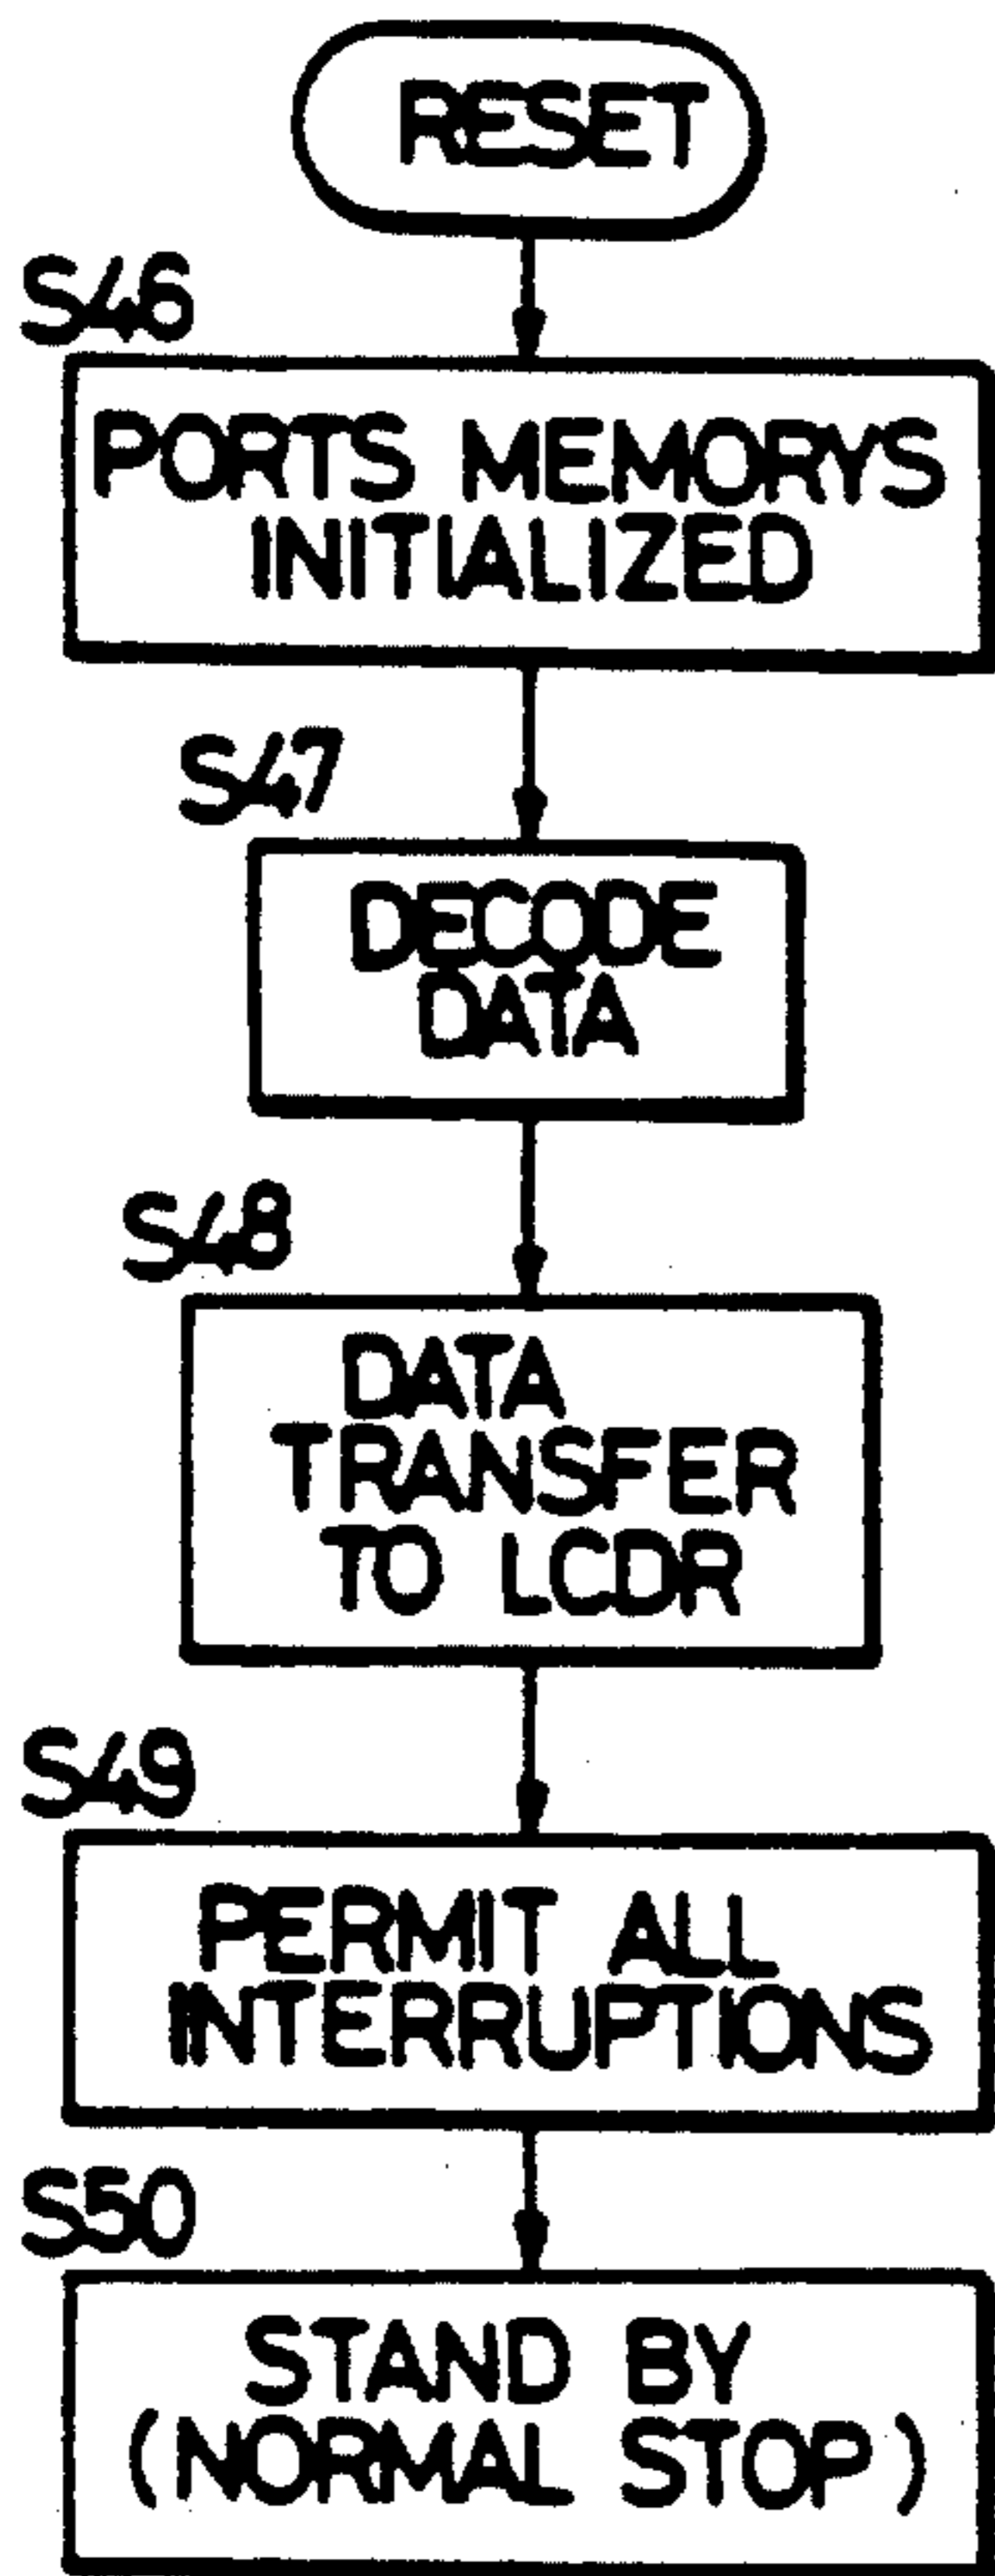 RESET
S46
PORTS MEMORYS
INITIALIZED
S47
DECODE
DATA
S48
DATA
TRANSFER
TO LCDR
S49
PERMIT ALL
INTERRUPTIONS
S50
STAND BY
(NORMAL STOP)